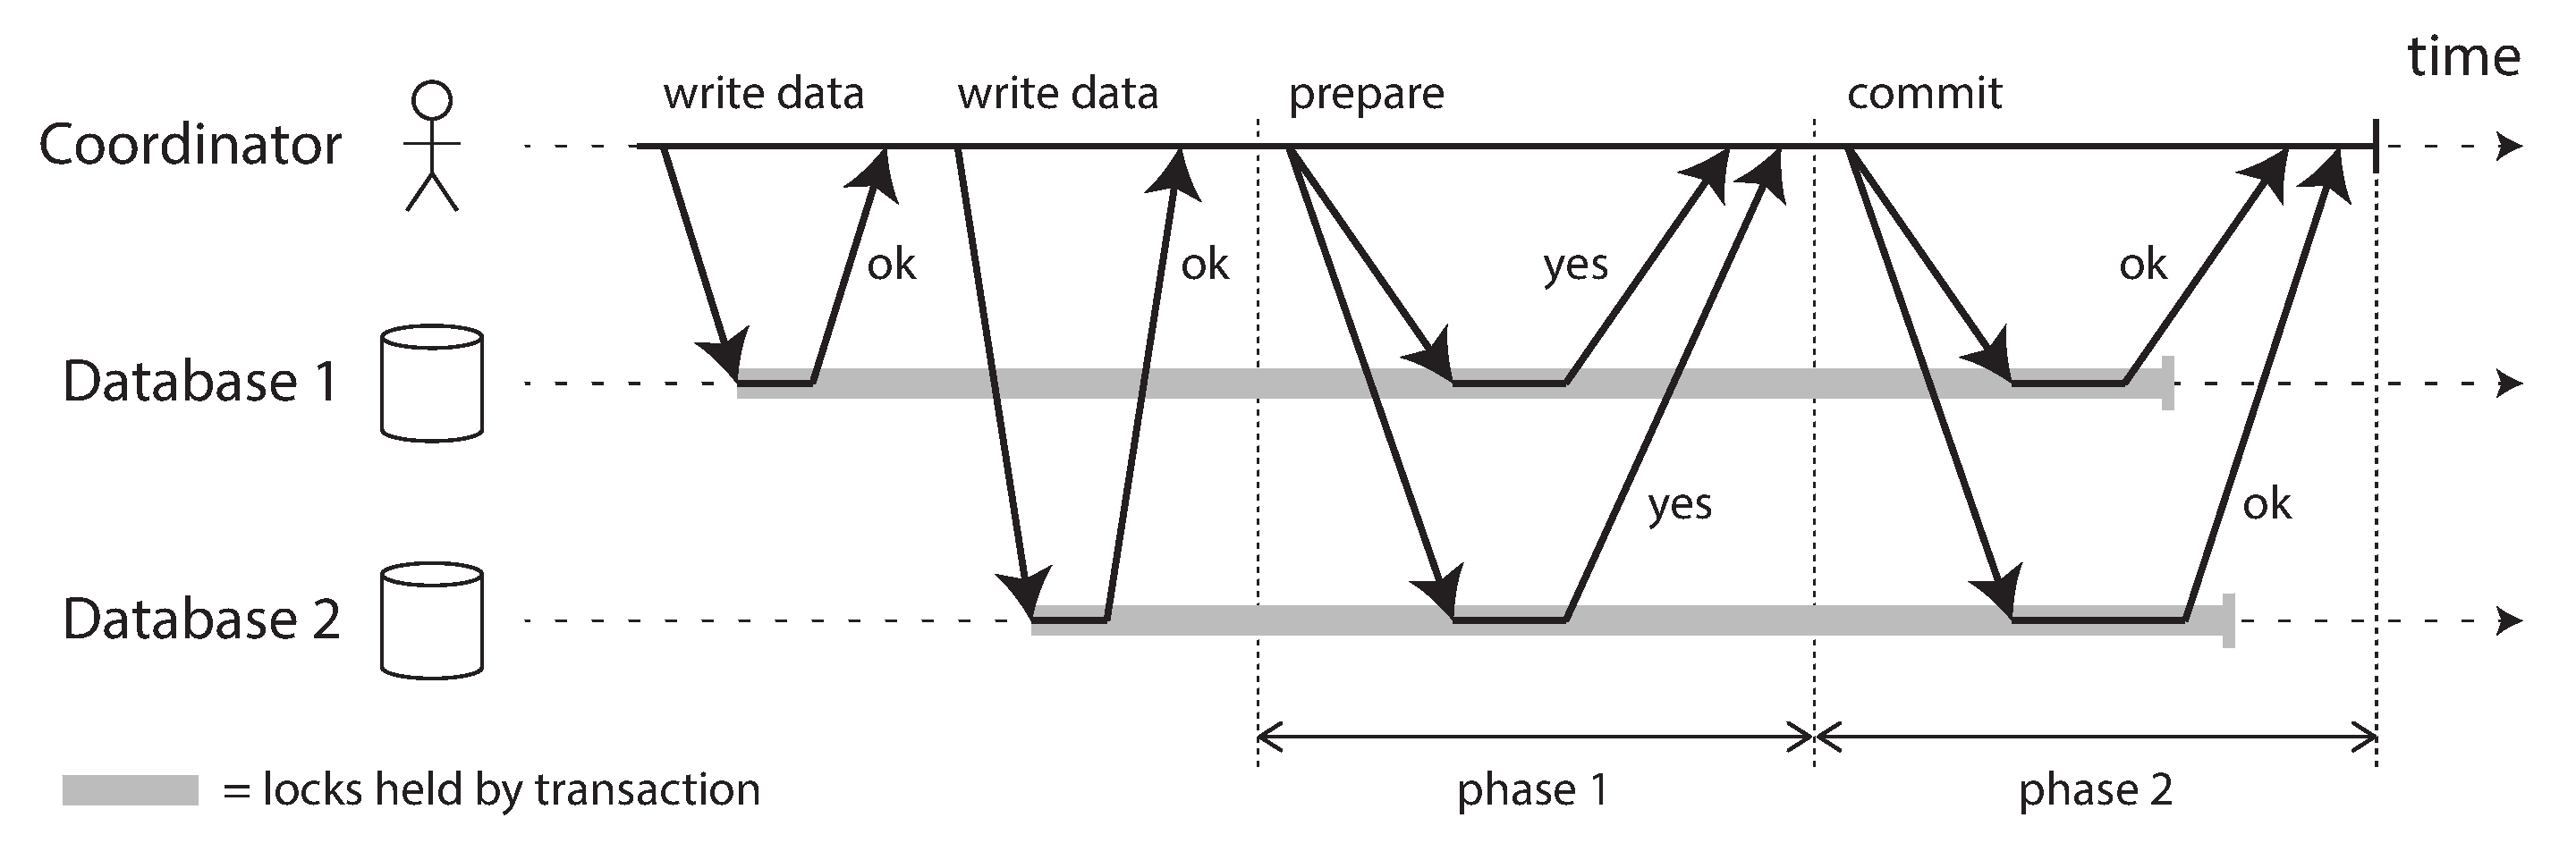 time
write data
write data
prepare
commit
Coordinator
ok
ok
yes
ok
Database 1
yes
ok
Database 2
= locks held by transaction
phase 1
phase 2